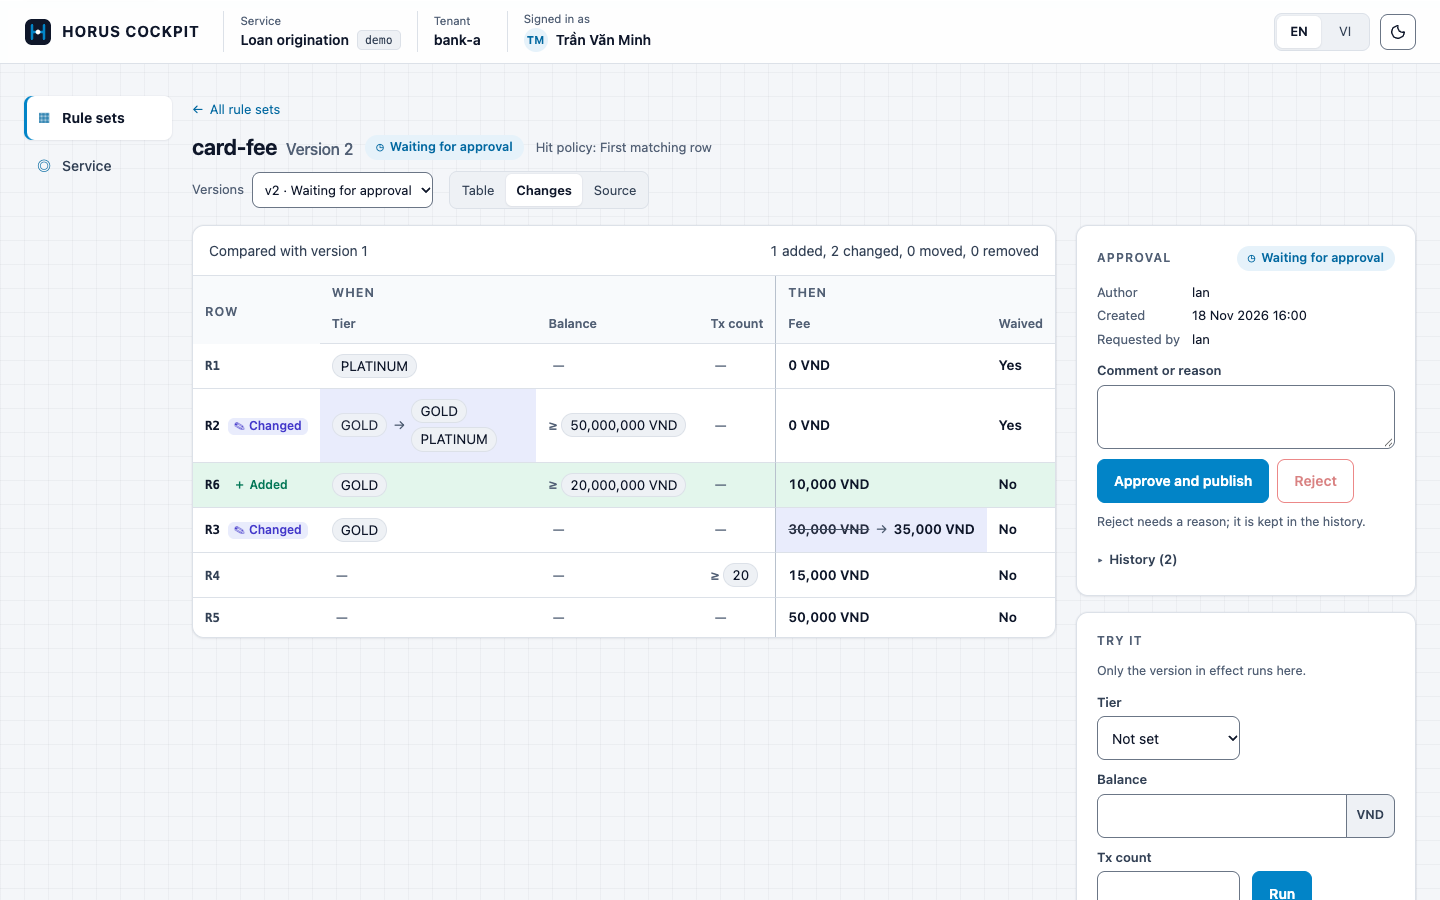 HORUS COCKPIT
Service
Loan origination demo
Tenant
bank-a
Signed in as
TM Trần Văn Minh
EN VI
Rule sets
Service
← All rule sets
card-fee Version 2 Waiting for approval Hit policy: First matching row
Versions v2 · Waiting for approval Table Changes Source
Compared with version 1 1 added, 2 changed, 0 moved, 0 removed
ROW WHEN THEN
Tier Balance Tx count Fee Waived
R1 PLATINUM — — 0 VND Yes
R2 ✎ Changed GOLD → GOLD PLATINUM ≥ 50,000,000 VND — 0 VND Yes
R6 + Added GOLD ≥ 20,000,000 VND — 10,000 VND No
R3 ✎ Changed GOLD — — 30,000 VND → 35,000 VND No
R4 — — ≥ 20 15,000 VND No
R5 — — — 50,000 VND No
APPROVAL Waiting for approval
Author lan
Created 18 Nov 2026 16:00
Requested by lan
Comment or reason
Approve and publish Reject
Reject needs a reason; it is kept in the history.
▸ History (2)
TRY IT
Only the version in effect runs here.
Tier
Not set
Balance
VND
Tx count
Run